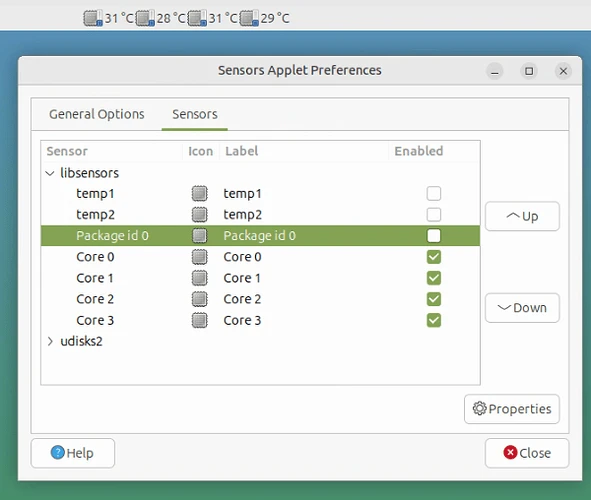 31 °C 28 °C 31 °C 29 °C
Sensors Applet Preferences
General Options Sensors
Sensor Icon Label Enabled
libsensors
temp1 temp1
temp2 temp2
Package id 0 Package id 0
Core 0 Core 0
Core 1 Core 1
Core 2 Core 2
Core 3 Core 3
udisks2
Up
Down
Properties
Help Close